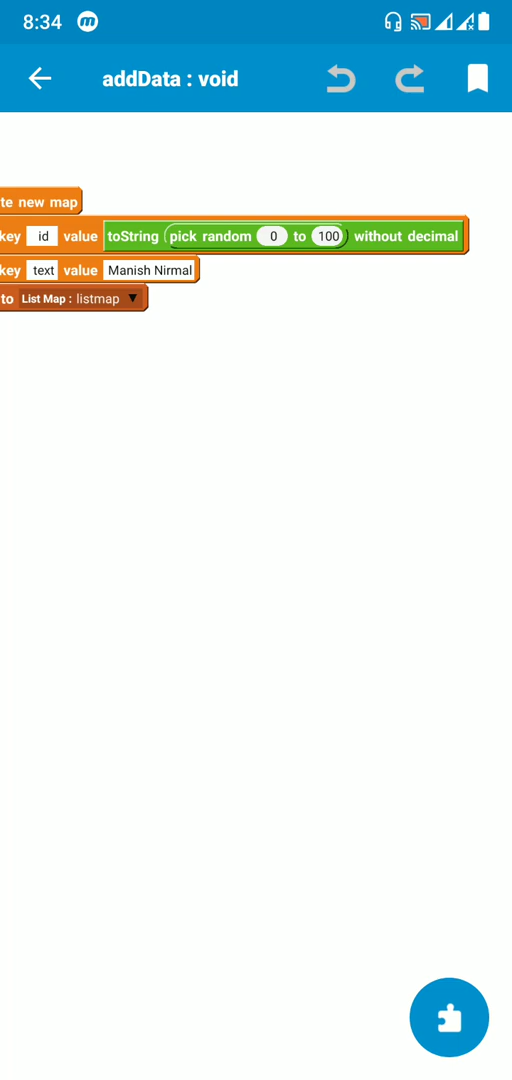 8:34
addData : void
te new map
key id value toString pick random 0 to 100 without decimal
key text value Manish Nirmal
to List Map : listmap